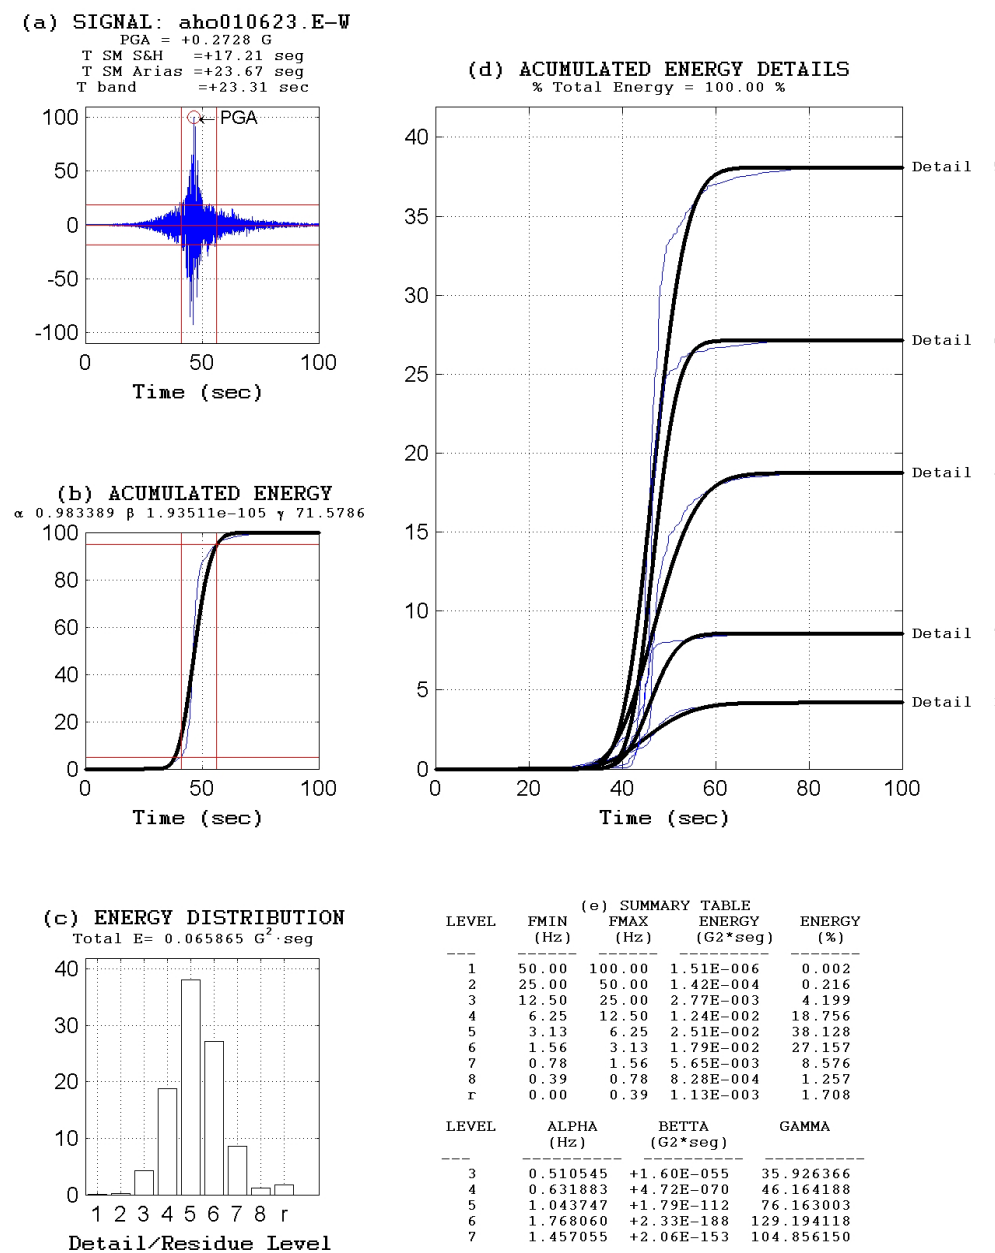 (a) SIGNAL: aho010623.E-W
PGA = +0.2728 G
T SM S&H =+17.21 seg
T SM Arias =+23.67 seg
T band =+23.31 sec
100
50
0
-50
-100
PGA
0 50 100
Time (sec)
(b) ACUMULATED ENERGY
α 0.983389 β 1.93511e-105 γ 71.5786
100
80
60
40
20
0
0 50 100
Time (sec)
(c) ENERGY DISTRIBUTION
Total E= 0.065865 G²·seg
40
30
20
10
0
1 2 3 4 5 6 7 8 r
Detail/Residue Level
(d) ACUMULATED ENERGY DETAILS
% Total Energy = 100.00 %
40
35
30
25
20
15
10
5
0
Detail
Detail
Detail
Detail
Detail
0 20 40 60 80 100
Time (sec)
(e) SUMMARY TABLE
LEVEL FMIN FMAX ENERGY ENERGY
(Hz) (Hz) (G2*seg) (%)
1 50.00 100.00 1.51E-006 0.002
2 25.00 50.00 1.42E-004 0.216
3 12.50 25.00 2.77E-003 4.199
4 6.25 12.50 1.24E-002 18.756
5 3.13 6.25 2.51E-002 38.128
6 1.56 3.13 1.79E-002 27.157
7 0.78 1.56 5.65E-003 8.576
8 0.39 0.78 8.28E-004 1.257
r 0.00 0.39 1.13E-003 1.708
LEVEL ALPHA BETTA GAMMA
(Hz) (G2*seg)
3 0.510545 +1.60E-055 35.926366
4 0.631883 +4.72E-070 46.164188
5 1.043747 +1.79E-112 76.163003
6 1.768060 +2.33E-188 129.194118
7 1.457055 +2.06E-153 104.856150